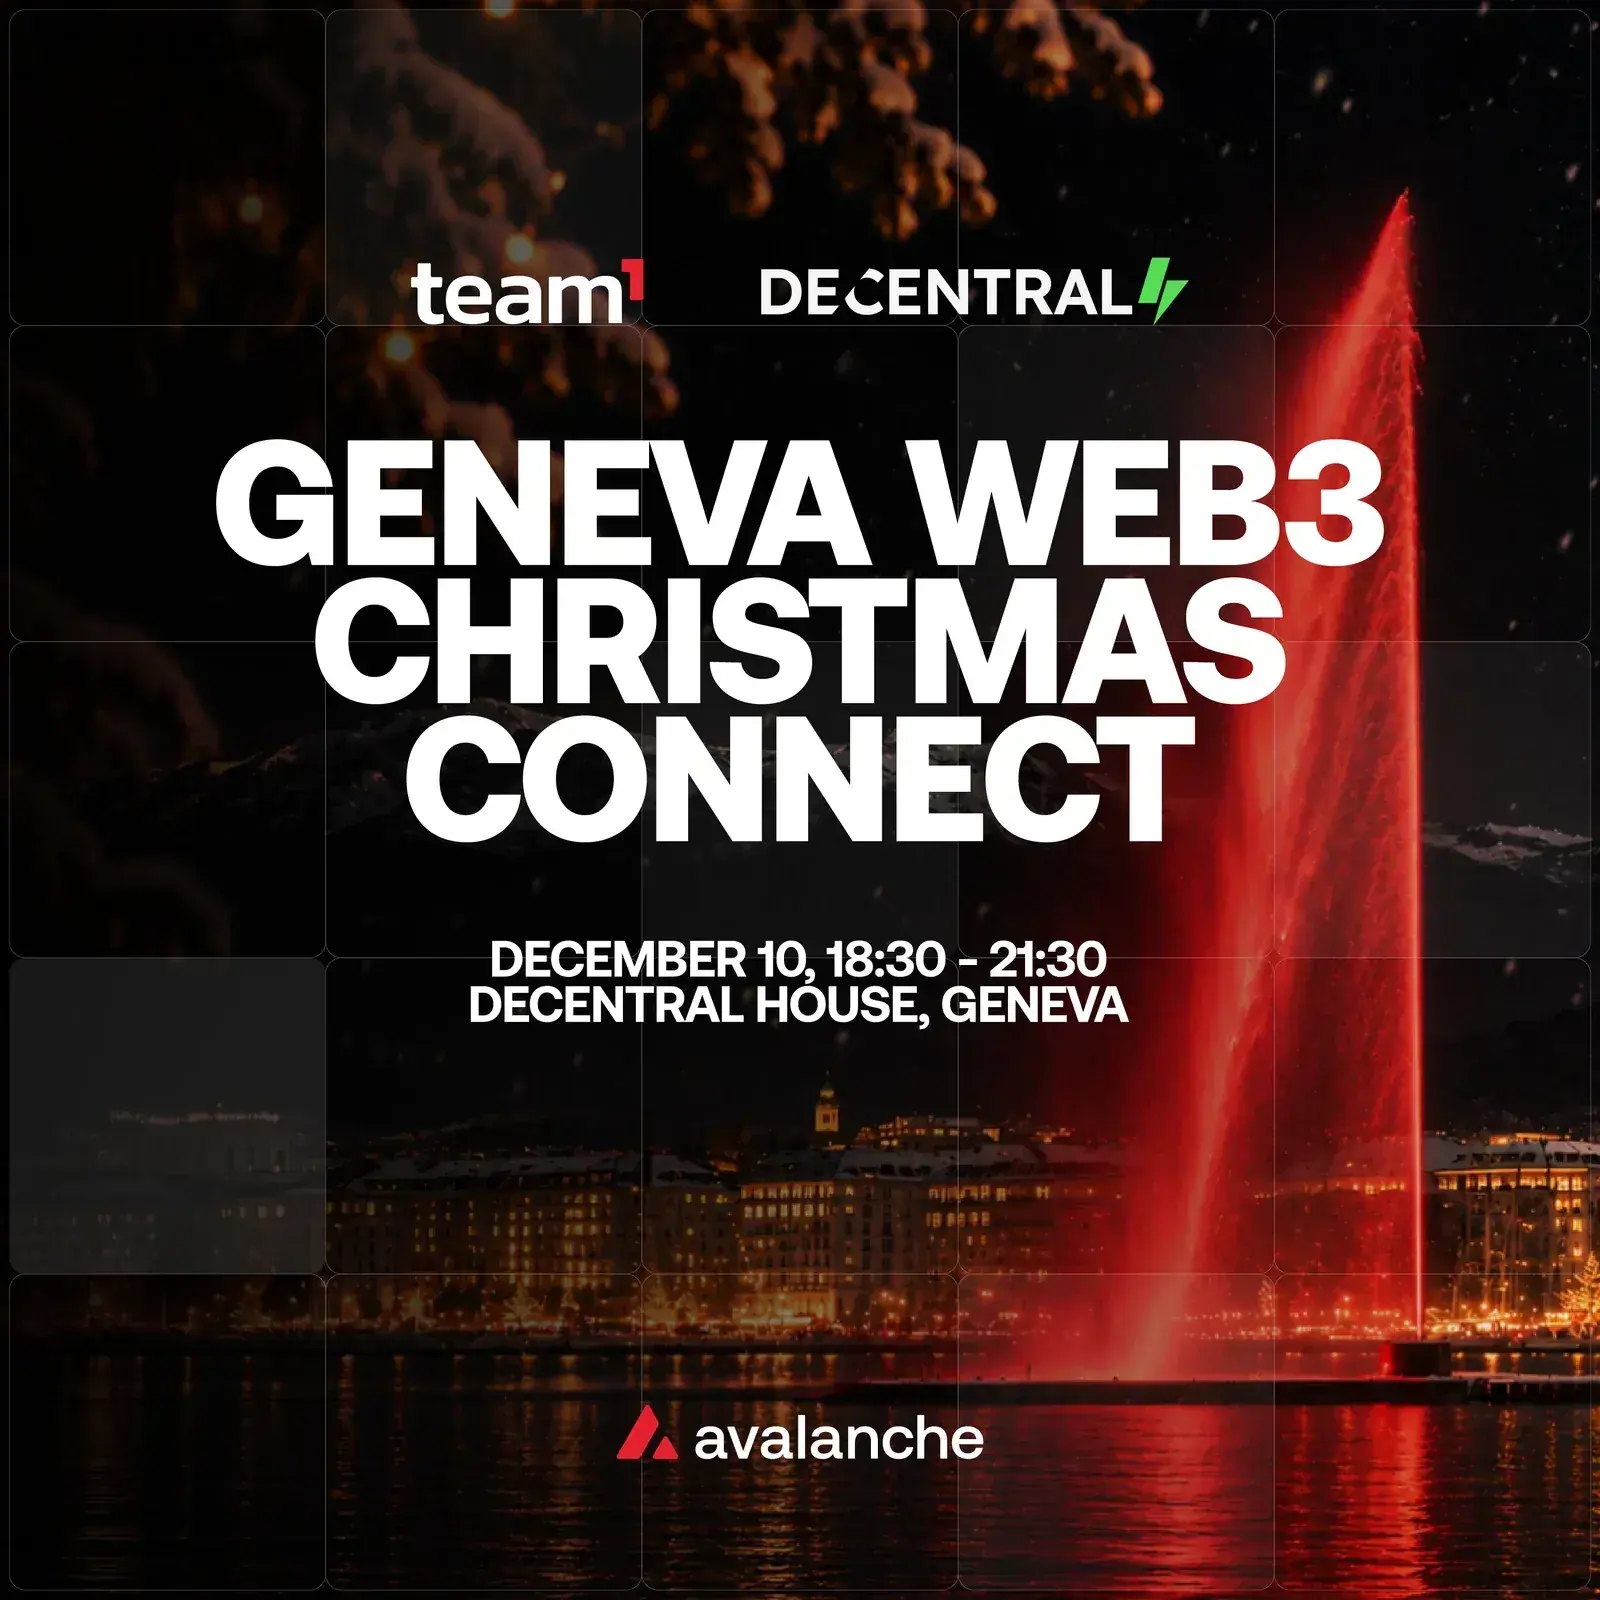 team1
DECENTRAL
GENEVA WEB3
CHRISTMAS
CONNECT
DECEMBER 10, 18:30 - 21:30
DECENTRAL HOUSE, GENEVA
avalanche